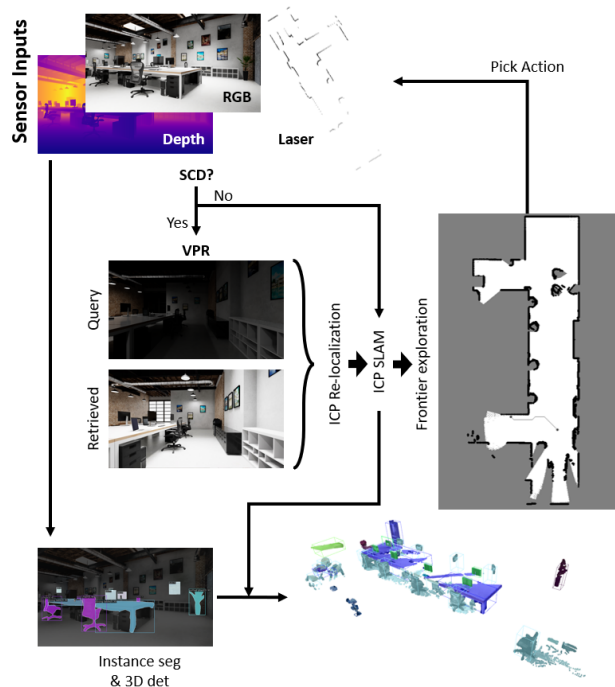 Sensor Inputs
RGB
Depth
Laser
Pick Action
SCD?
No
Yes
VPR
Query
Retrieved
ICP Re-localization
ICP SLAM
Frontier exploration
Instance seg
& 3D det